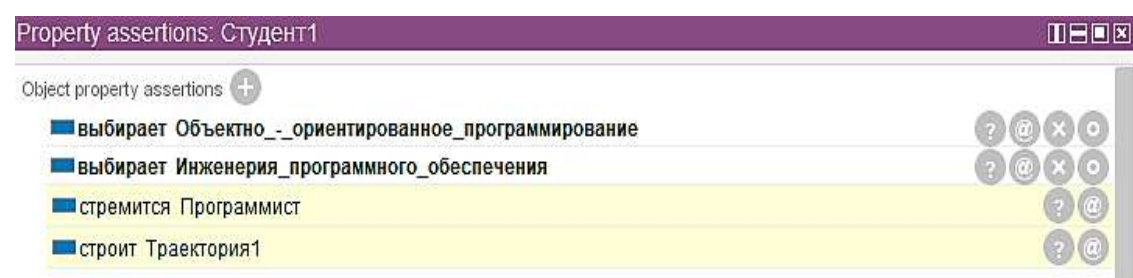 Property assertions: Студент1
Object property assertions
выбирает Объектно_-_ориентированное_программирование
выбирает Инженерия_программного_обеспечения
стремится Программист
строит Траектория1